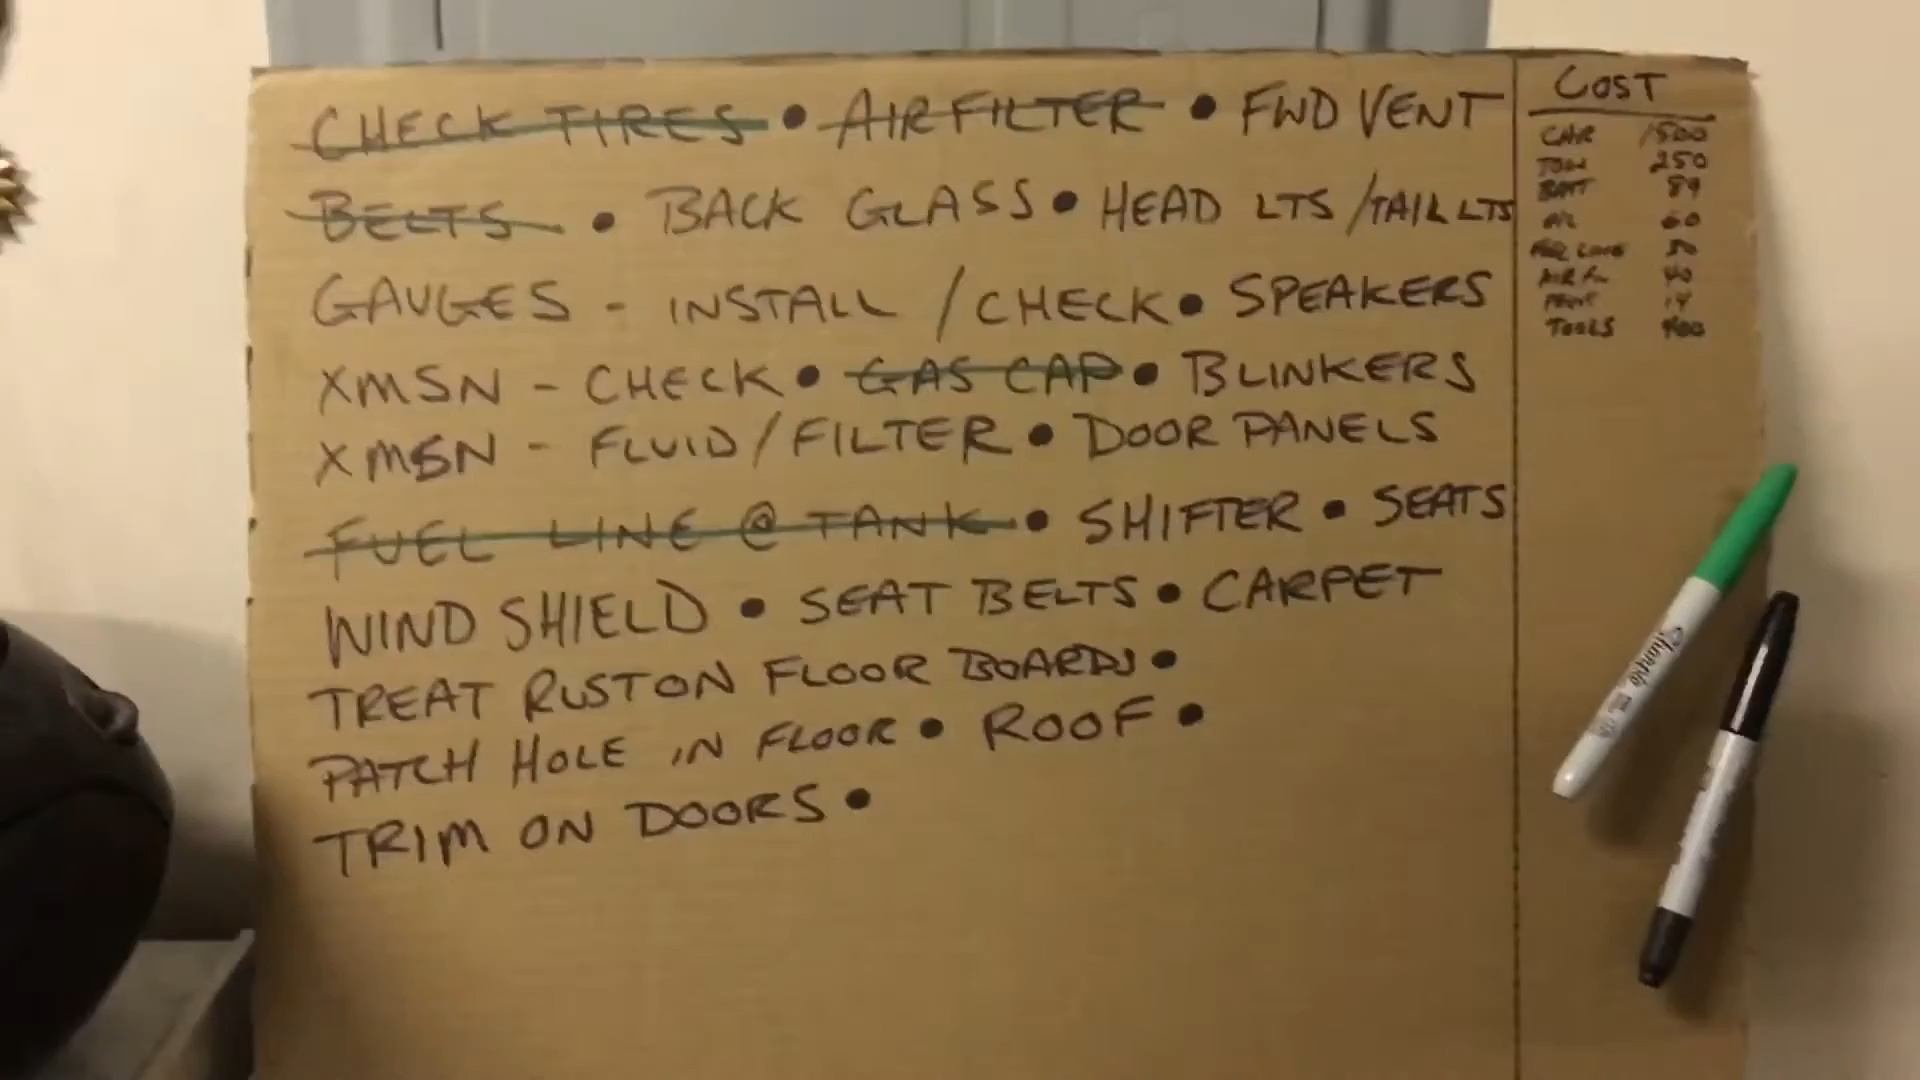 CHECK TIRES • AIR FILTER • FWD VENT
BELTS • BACK GLASS • HEAD LTS / TAIL LTS
GAUGES - INSTALL / CHECK • SPEAKERS
XMSN - CHECK • GAS CAP • BLINKERS
XMSN - FLUID / FILTER • DOOR PANELS
FUEL LINE @ TANK • SHIFTER • SEATS
WIND SHIELD • SEAT BELTS • CARPET
TREAT RUST ON FLOOR BOARDS •
PATCH HOLE IN FLOOR • ROOF •
TRIM ON DOORS •
COST
CAR 1500
TOW 250
BATT 89
60
AIR
14
TOOLS 400
Sharpie